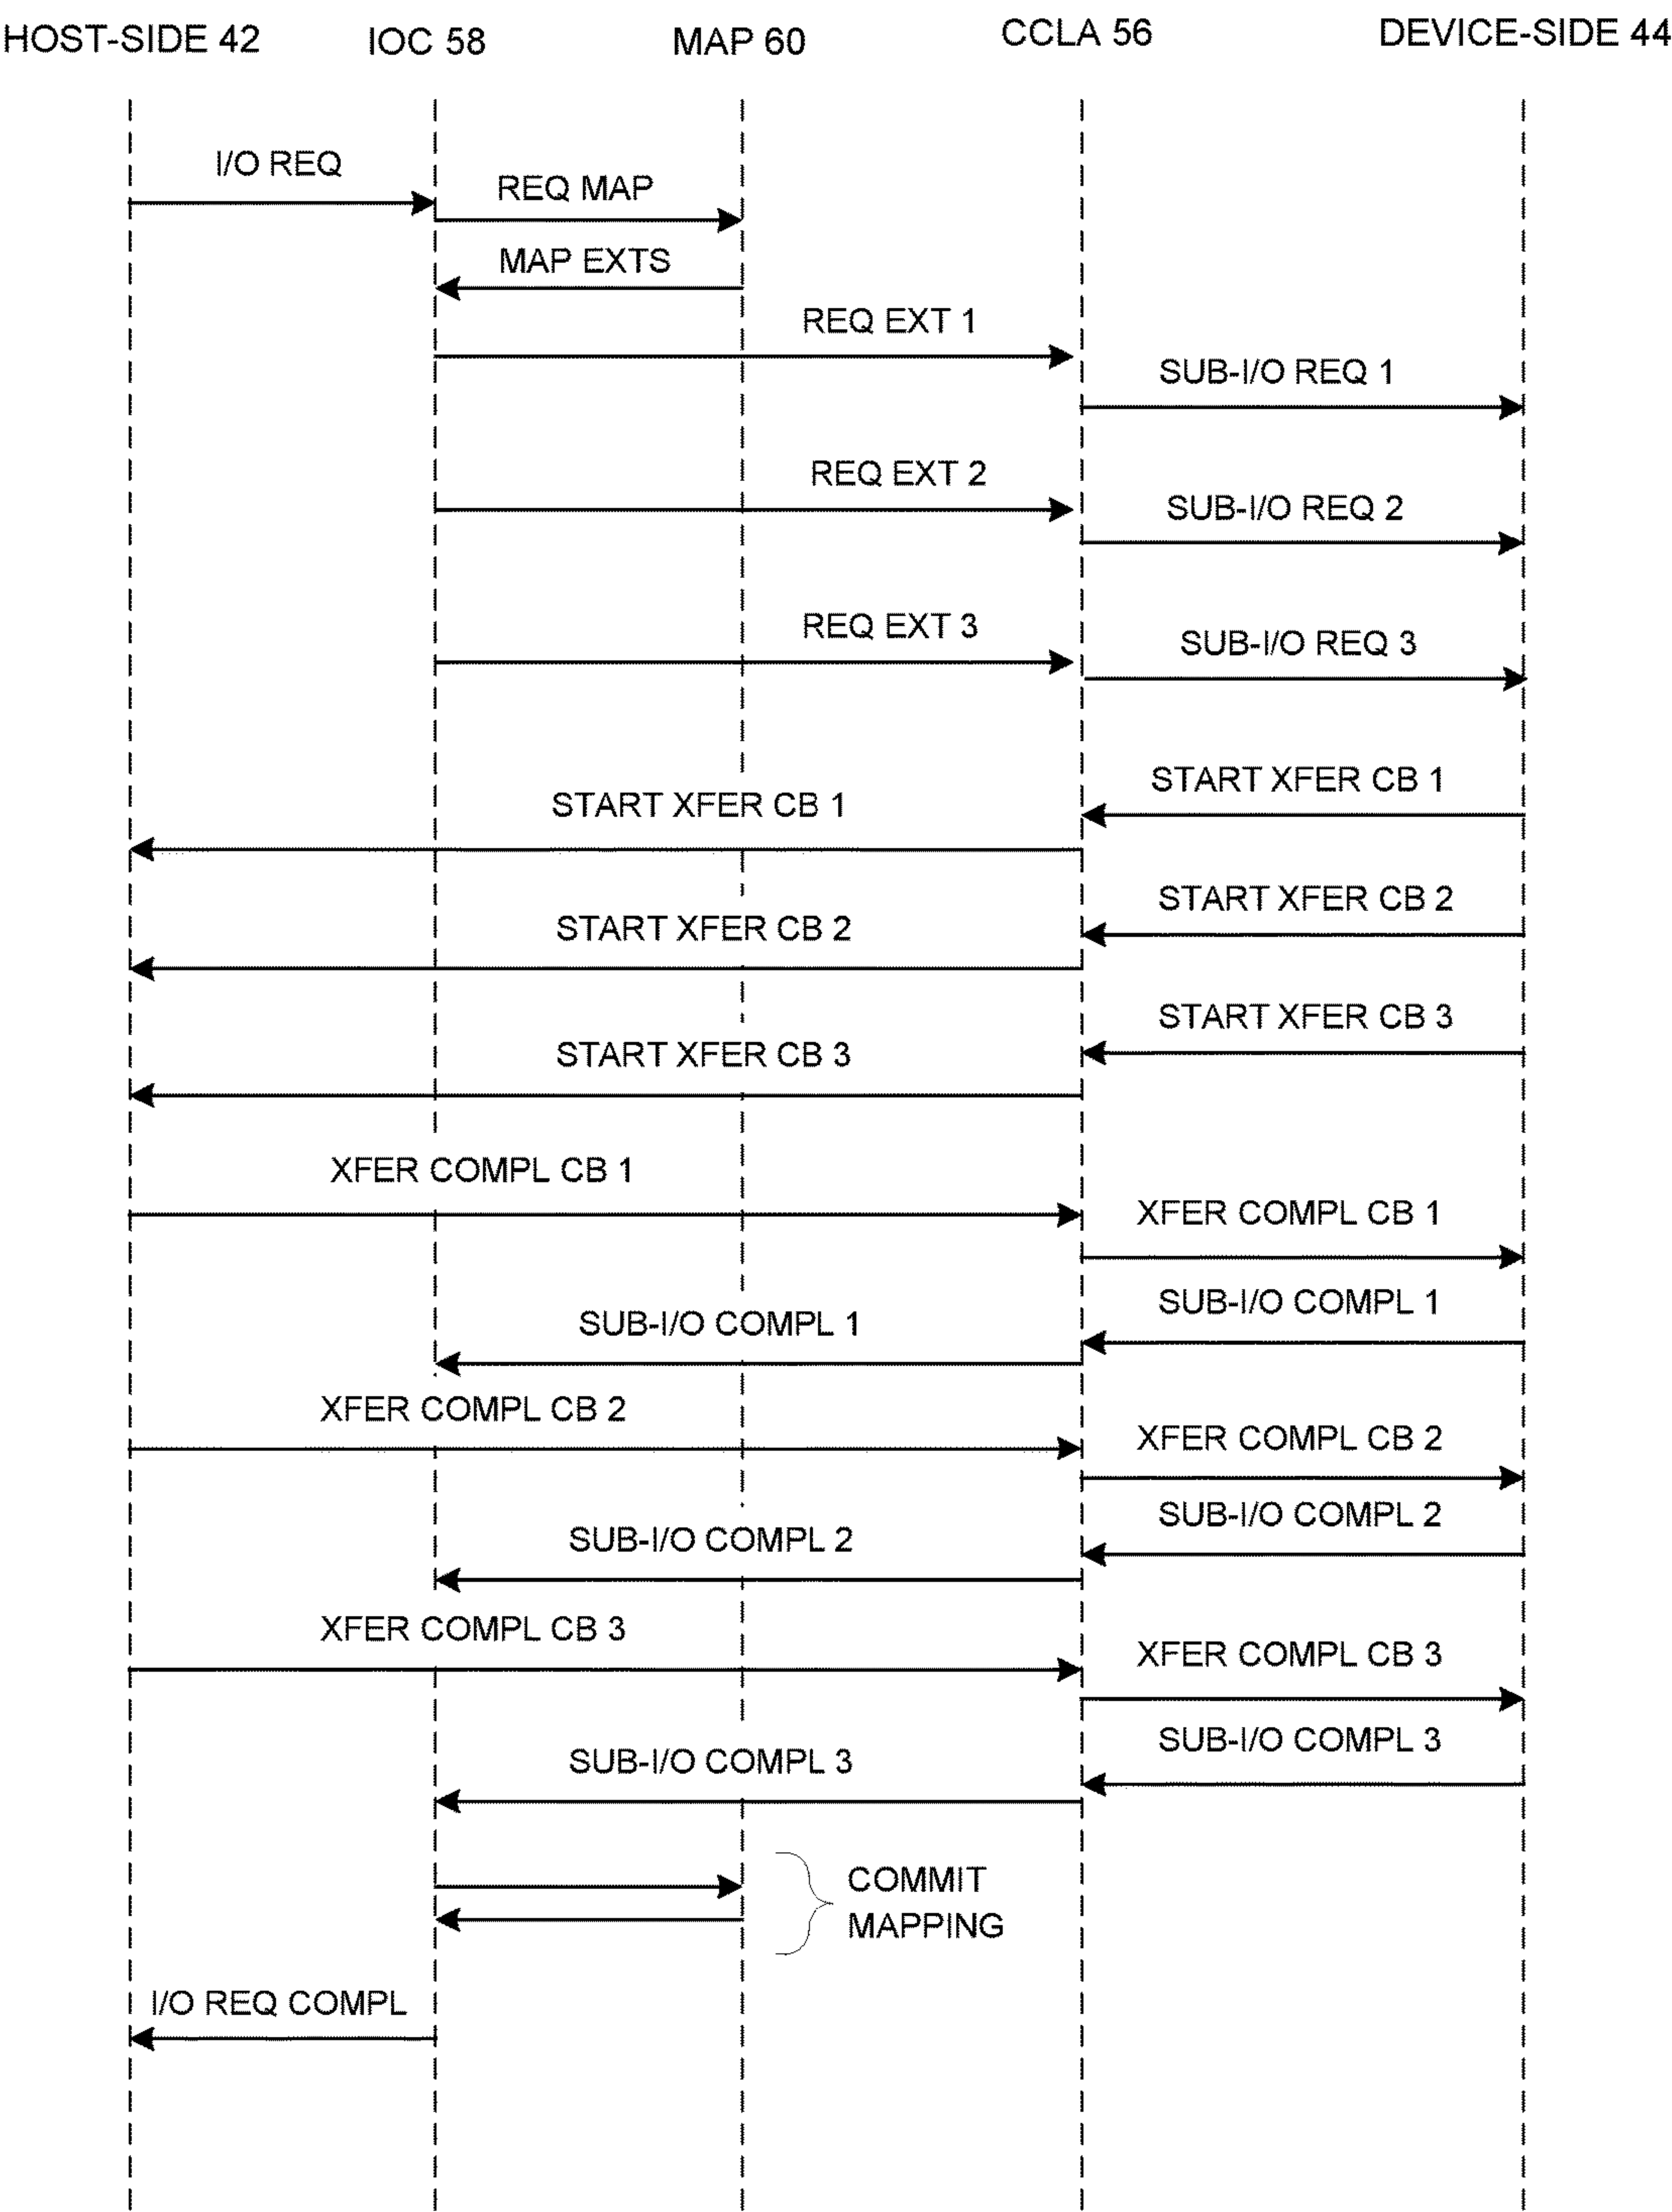 HOST-SIDE 42 IOC 58 MAP 60 CCLA 56 DEVICE-SIDE 44
I/O REQ
REQ MAP
MAP EXTS
REQ EXT 1
SUB-I/O REQ 1
REQ EXT 2
SUB-I/O REQ 2
REQ EXT 3
SUB-I/O REQ 3
START XFER CB 1
START XFER CB 1
START XFER CB 2
START XFER CB 2
START XFER CB 3
START XFER CB 3
XFER COMPL CB 1
XFER COMPL CB 1
SUB-I/O COMPL 1
SUB-I/O COMPL 1
XFER COMPL CB 2
XFER COMPL CB 2
SUB-I/O COMPL 2
SUB-I/O COMPL 2
XFER COMPL CB 3
XFER COMPL CB 3
SUB-I/O COMPL 3
SUB-I/O COMPL 3
COMMIT
MAPPING
I/O REQ COMPL